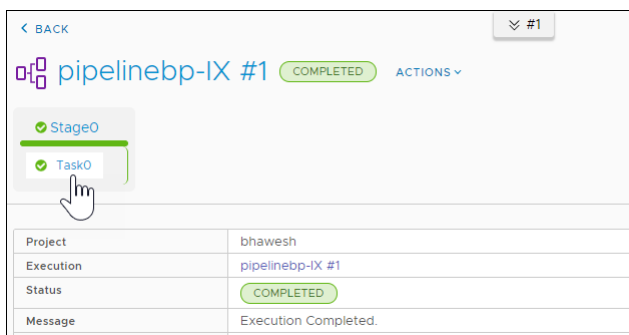 BACK
#1
pipelinebp-IX #1 COMPLETED ACTIONS
Stage0
Task0
Project bhawesh
Execution pipelinebp-IX #1
Status COMPLETED
Message Execution Completed.